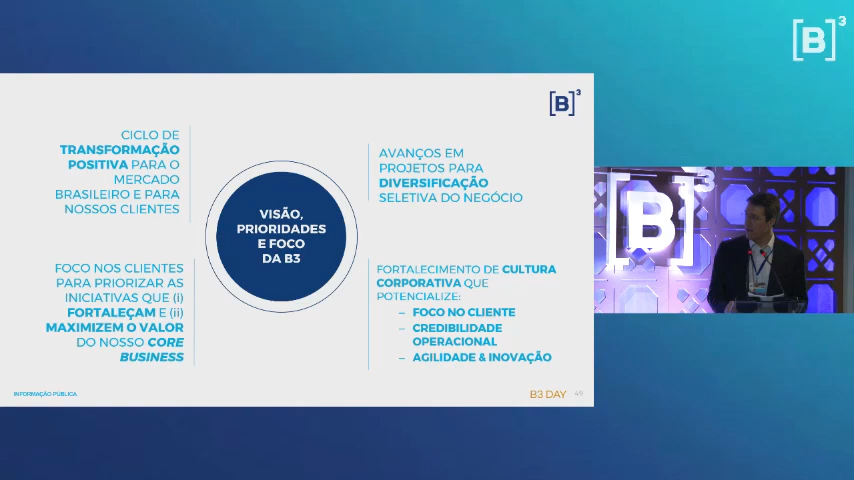 [B]³
[B]³
CICLO DE
TRANSFORMAÇÃO
POSITIVA PARA O
MERCADO
BRASILEIRO E PARA
NOSSOS CLIENTES
AVANÇOS EM
PROJETOS PARA
DIVERSIFICAÇÃO
SELETIVA DO NEGÓCIO
VISÃO,
PRIORIDADES
E FOCO
DA B3
FOCO NOS CLIENTES
PARA PRIORIZAR AS
INICIATIVAS QUE (i)
FORTALEÇAM E (ii)
MAXIMIZEM O VALOR
DO NOSSO CORE
BUSINESS
FORTALECIMENTO DE CULTURA
CORPORATIVA QUE
POTENCIALIZE:
– FOCO NO CLIENTE
– CREDIBILIDADE
OPERACIONAL
– AGILIDADE & INOVAÇÃO
INFORMAÇÃO PÚBLICA
B3 DAY 49
[B]³